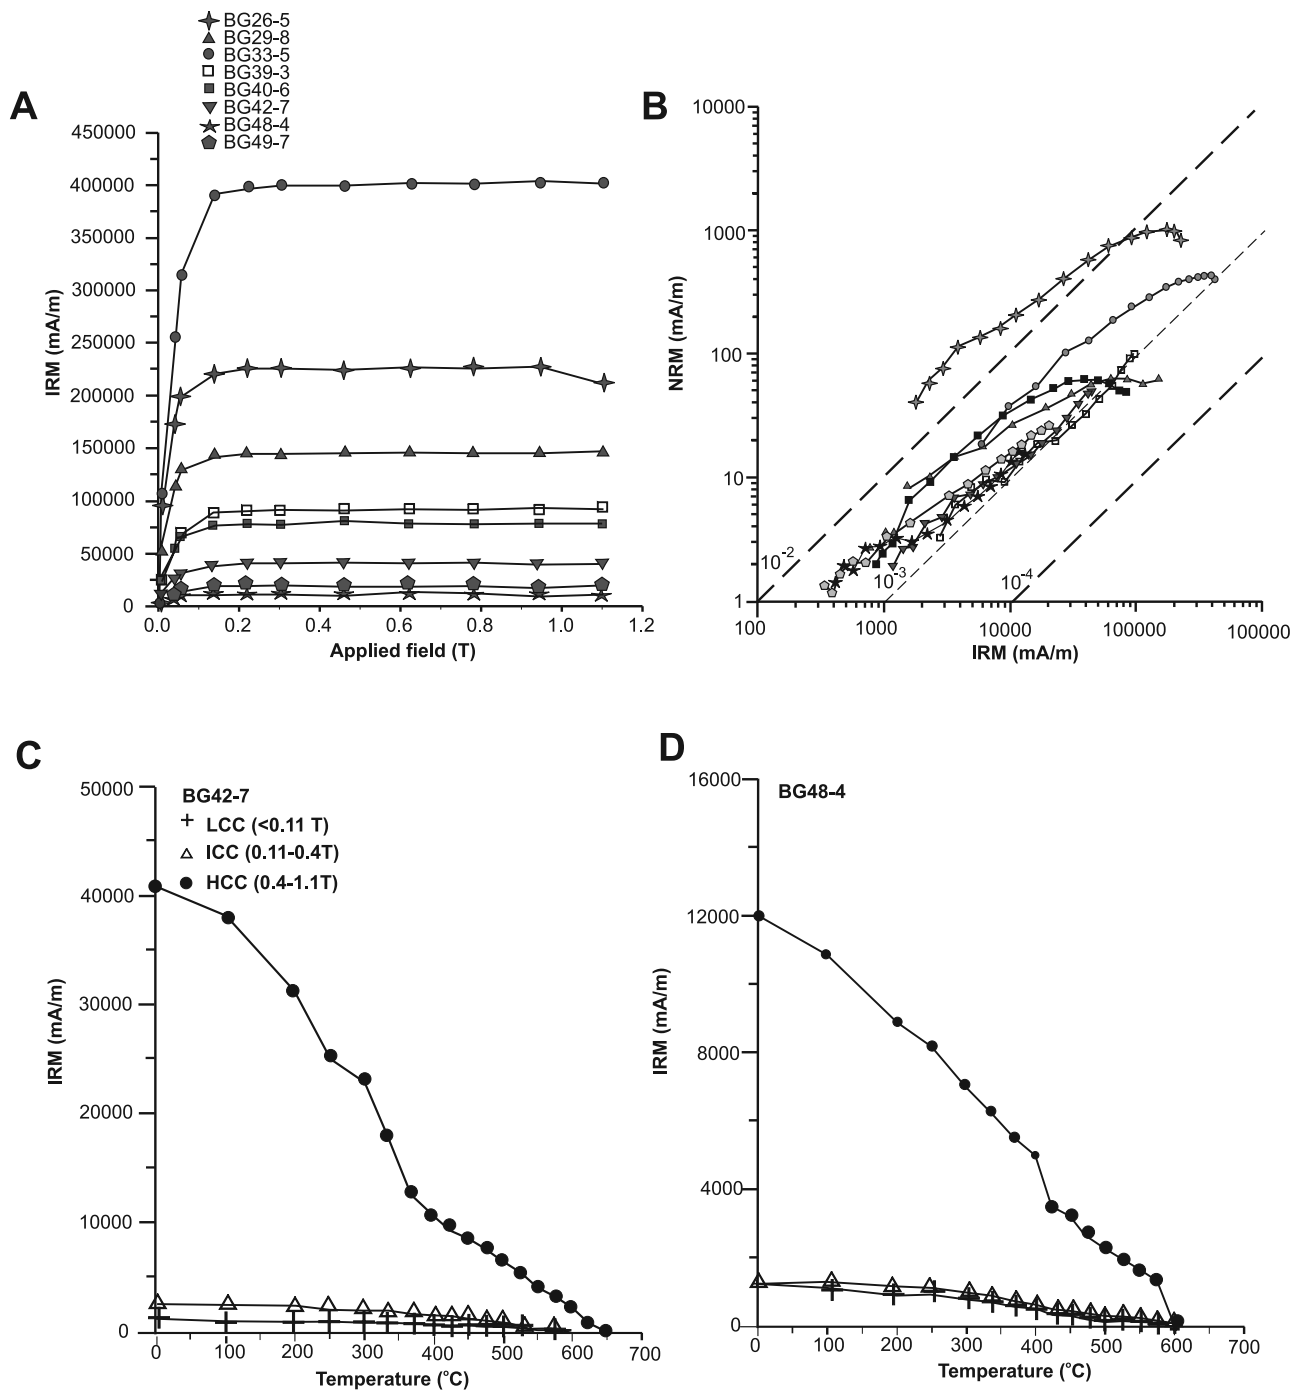 BG26-5
BG29-8
BG33-5
BG39-3
BG40-6
BG42-7
BG48-4
BG49-7
A
450000
400000
350000
300000
250000
200000
150000
100000
50000
0
IRM (mA/m)
0.0 0.2 0.4 0.6 0.8 1.0 1.2
Applied field (T)
B
10000
1000
100
10
1
NRM (mA/m)
10-2
10-3
10-4
100 1000 10000 100000 100000
IRM (mA/m)
C
50000
40000
30000
20000
10000
0
IRM (mA/m)
BG42-7
LCC (<0.11 T)
ICC (0.11-0.4T)
HCC (0.4-1.1T)
0 100 200 300 400 500 600 700
Temperature (°C)
D
16000
12000
8000
4000
0
IRM (mA/m)
BG48-4
0 100 200 300 400 500 600 700
Temperature (°C)